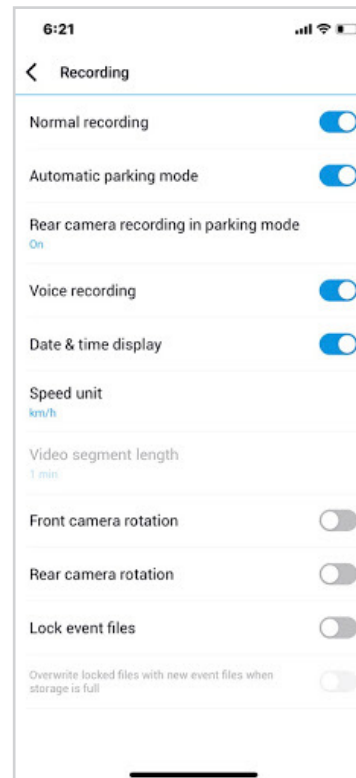 6:21
Recording
Normal recording
Automatic parking mode
Rear camera recording in parking mode
On
Voice recording
Date & time display
Speed unit
km/h
Video segment length
1 min
Front camera rotation
Rear camera rotation
Lock event files
Overwrite locked files with new event files when
storage is full